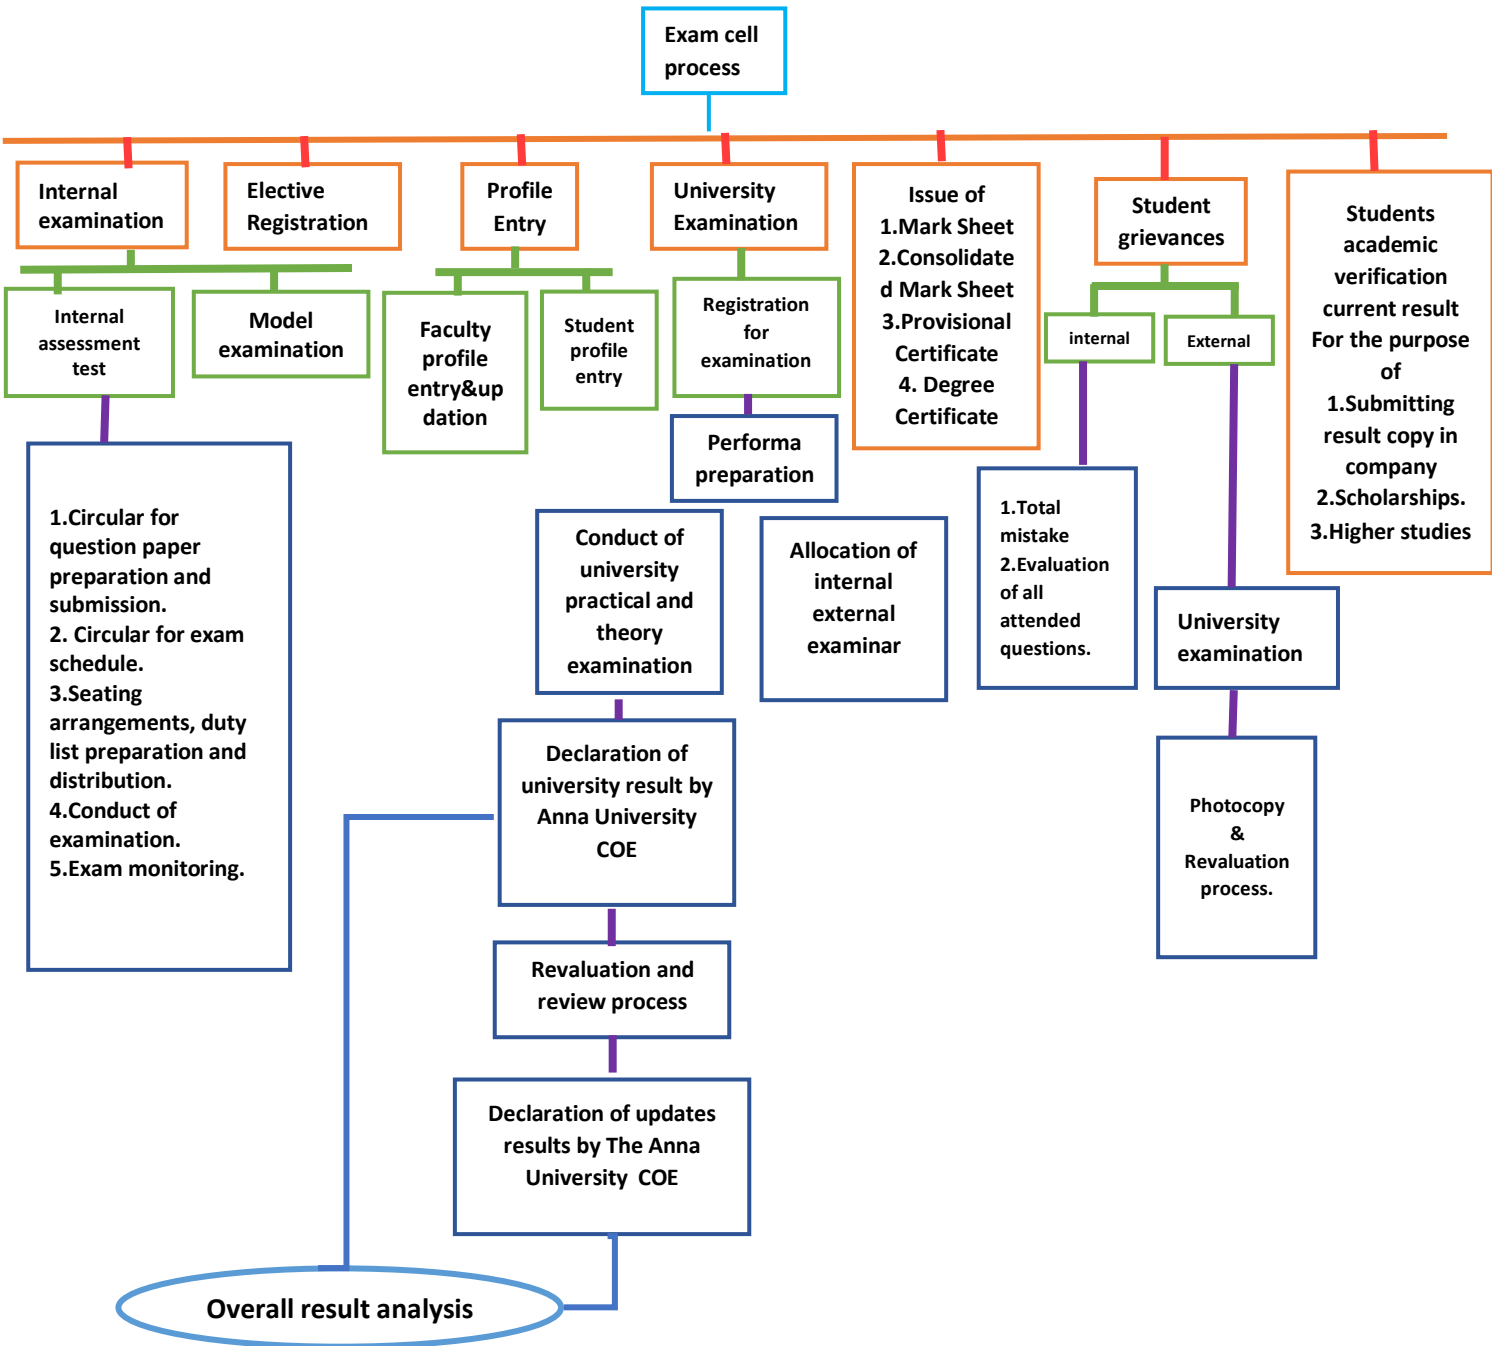 Exam cell
process
Internal
examination
Elective
Registration
Profile
Entry
University
Examination
Issue of
1.Mark Sheet
2.Consolidate
d Mark Sheet
3.Provisional
Certificate
4. Degree
Certificate
Student
grievances
Students
academic
verification
current result
For the purpose
of
1.Submitting
result copy in
company
2.Scholarships.
3.Higher studies
Internal
assessment
test
Model
examination
Faculty
profile
entry&up
dation
Student
profile
entry
Registration
for
examination
internal
External
Performa
preparation
1.Circular for
question paper
preparation and
submission.
2. Circular for exam
schedule.
3.Seating
arrangements, duty
list preparation and
distribution.
4.Conduct of
examination.
5.Exam monitoring.
Conduct of
university
practical and
theory
examination
Allocation of
internal
external
examinar
1.Total
mistake
2.Evaluation
of all
attended
questions.
University
examination
Declaration of
university result by
Anna University
COE
Photocopy
&
Revaluation
process.
Revaluation and
review process
Declaration of updates
results by The Anna
University  COE
Overall result analysis